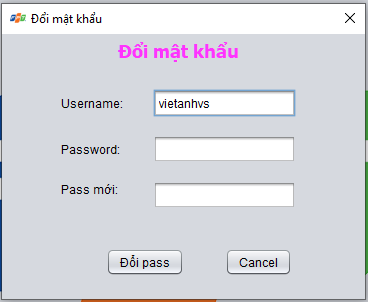 Đổi mật khẩu
Đổi mật khẩu
Username: vietanhvs
Password:
Pass mới:
Đổi pass Cancel